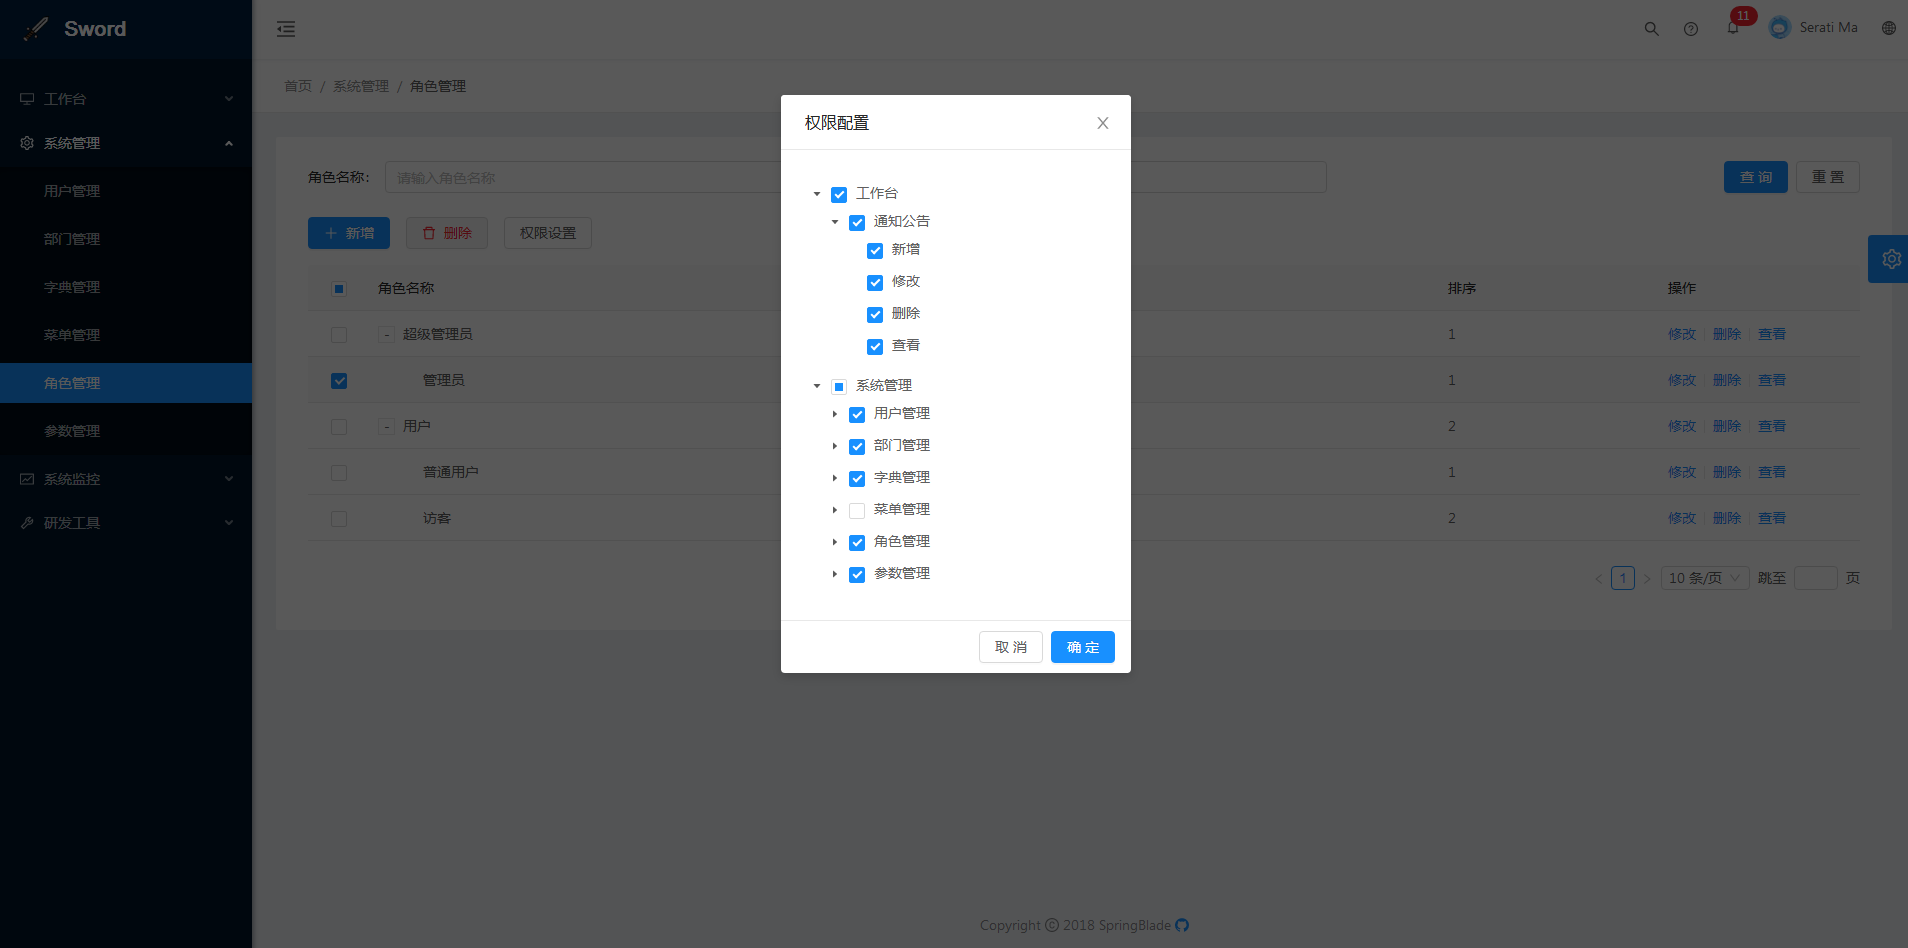 Sword
工作台
系统管理
用户管理
部门管理
字典管理
菜单管理
角色管理
参数管理
系统监控
研发工具
11
Serati Ma
首页 / 系统管理 / 角色管理
角色名称:
请输入角色名称
查 询
重 置
+ 新增
删除
权限设置
角色名称 排序 操作
- 超级管理员 1 修改 删除 查看
管理员 1 修改 删除 查看
- 用户 2 修改 删除 查看
普通用户 1 修改 删除 查看
访客 2 修改 删除 查看
< 1 > 10 条/页 跳至 页
权限配置
工作台
通知公告
新增
修改
删除
查看
系统管理
用户管理
部门管理
字典管理
菜单管理
角色管理
参数管理
取 消
确 定
Copyright © 2018 SpringBlade